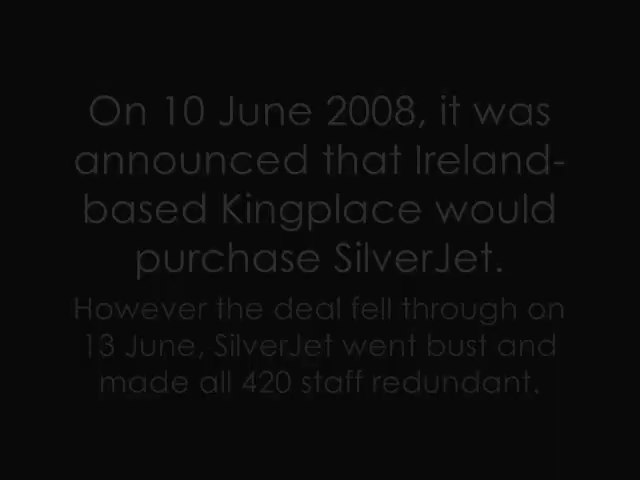 On 10 June 2008, it was
announced that Ireland-
based Kingplace would
purchase SilverJet.
However the deal fell through on
13 June, SilverJet went bust and
made all 420 staff redundant.